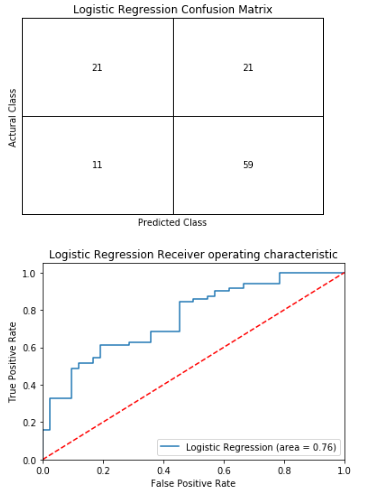 Logistic Regression Confusion Matrix
21 21
Actural Class
11 59
Predicted Class
Logistic Regression Receiver operating characteristic
1.0
0.8
0.6
0.4
0.2
0.0
True Positive Rate
Logistic Regression (area = 0.76)
0.0 0.2 0.4 0.6 0.8 1.0
False Positive Rate